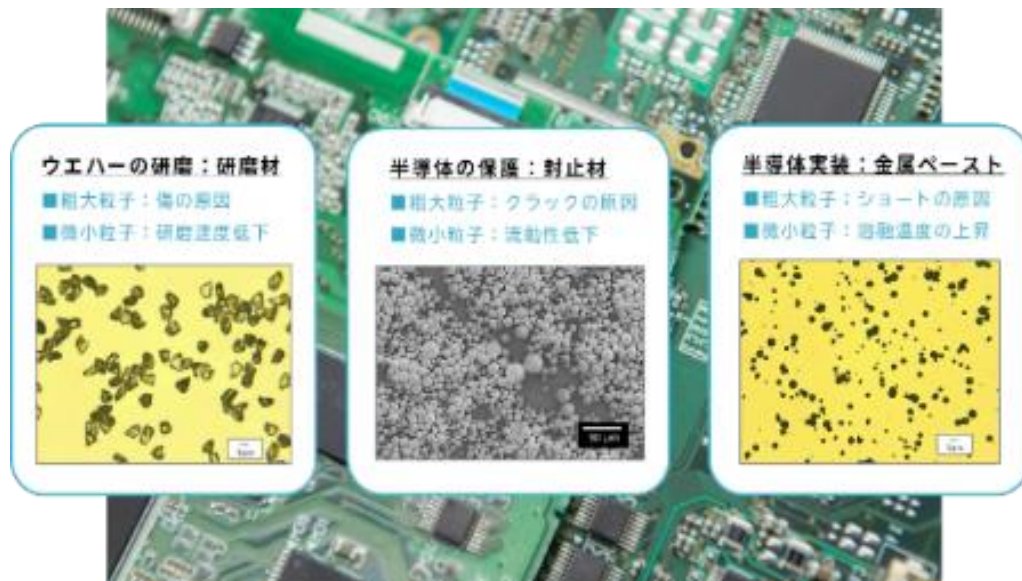 ウエハーの研磨：研磨材
■粗大粒子：傷の原因
■微小粒子：研磨速度低下
半導体の保護：封止材
■粗大粒子：クラックの原因
■微小粒子：流動性低下
半導体実装：金属ペースト
■粗大粒子：ショートの原因
■微小粒子：溶融温度の上昇